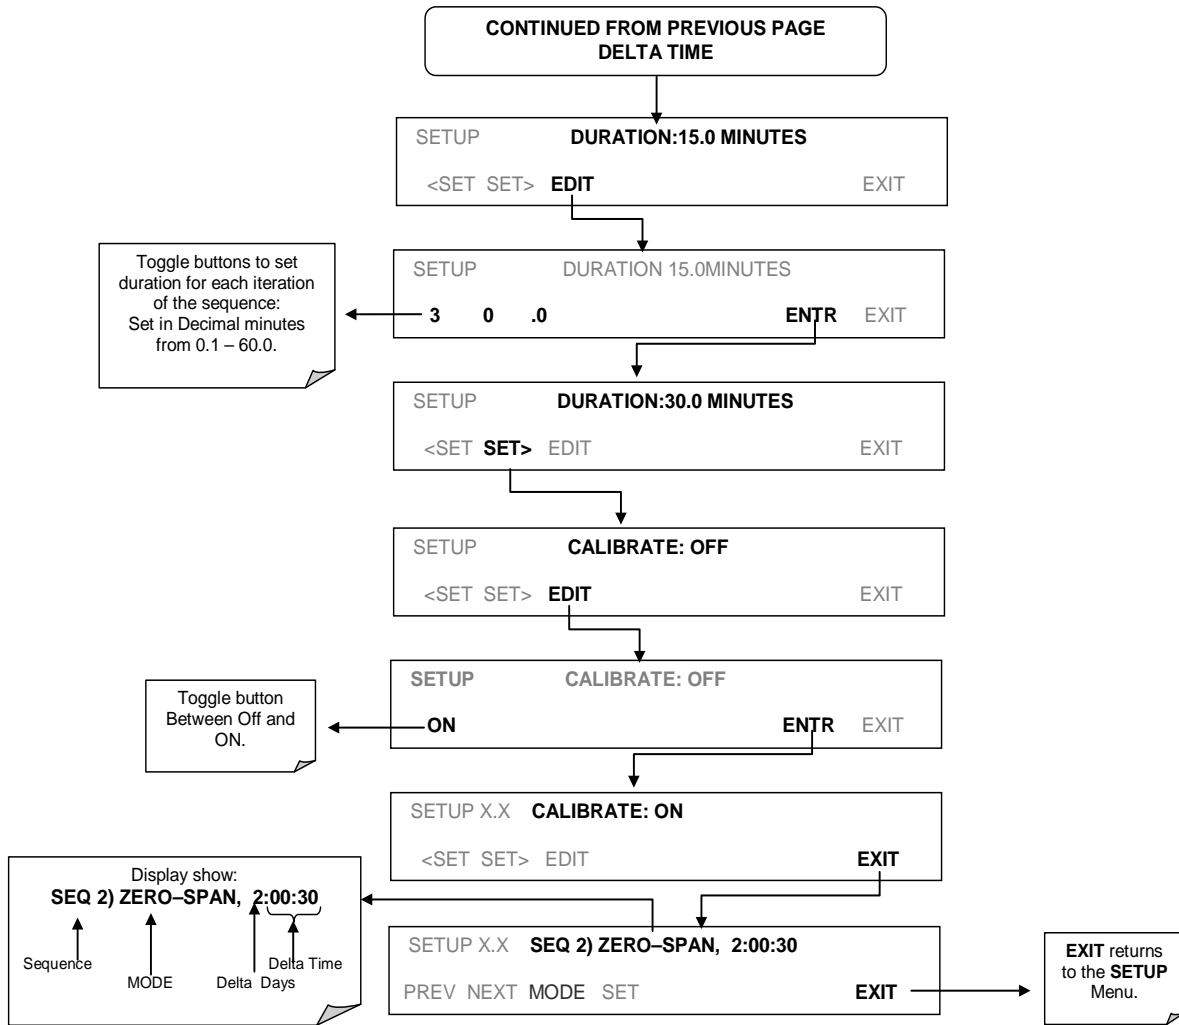 CONTINUED FROM PREVIOUS PAGE
DELTA TIME
SETUP DURATION:15.0 MINUTES
<SET SET> EDIT EXIT
Toggle buttons to set
duration for each iteration
of the sequence:
Set in Decimal minutes
from 0.1 – 60.0.
SETUP DURATION 15.0MINUTES
3 0 .0 ENTR EXIT
SETUP DURATION:30.0 MINUTES
<SET SET> EDIT EXIT
SETUP CALIBRATE: OFF
<SET SET> EDIT EXIT
Toggle button
Between Off and
ON.
SETUP CALIBRATE: OFF
ON ENTR EXIT
SETUP X.X CALIBRATE: ON
<SET SET> EDIT EXIT
Display show:
SEQ 2) ZERO–SPAN, 2:00:30
Sequence
MODE
Delta Days
Delta Time
SETUP X.X SEQ 2) ZERO–SPAN, 2:00:30
PREV NEXT MODE SET EXIT
EXIT returns
to the SETUP
Menu.